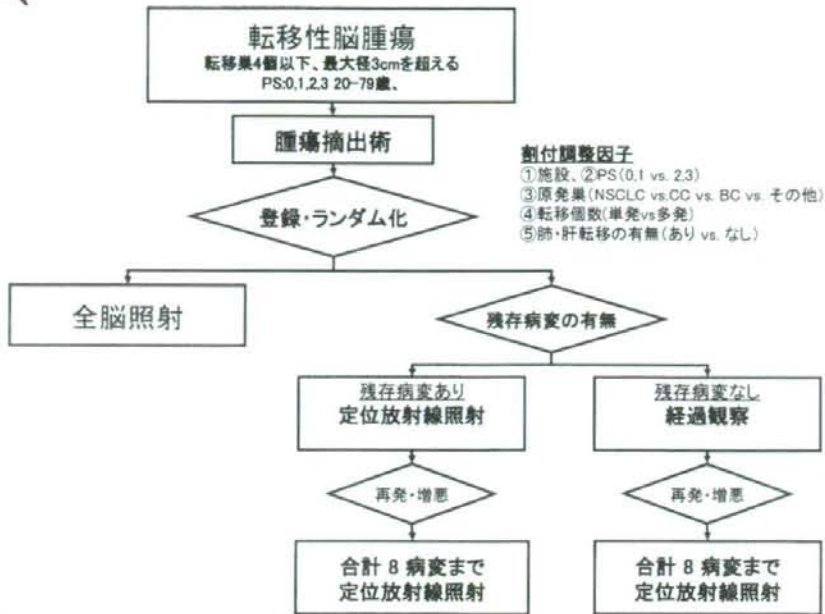 転移性脳腫瘍
転移巣4個以下、最大径3cmを超える
PS:0,1,2,3 20-79歳、
腫瘍摘出術
割付調整因子
①施設、②PS(0,1 vs. 2,3)
③原発巣(NSCLC vs.CC vs. BC vs. その他)
④転移個数(単発vs多発)
⑤肺・肝転移の有無(あり vs. なし)
登録・ランダム化
全脳照射
残存病変の有無
残存病変あり
定位放射線照射
残存病変なし
経過観察
再発・増悪
再発・増悪
合計 8 病変まで
定位放射線照射
合計 8 病変まで
定位放射線照射